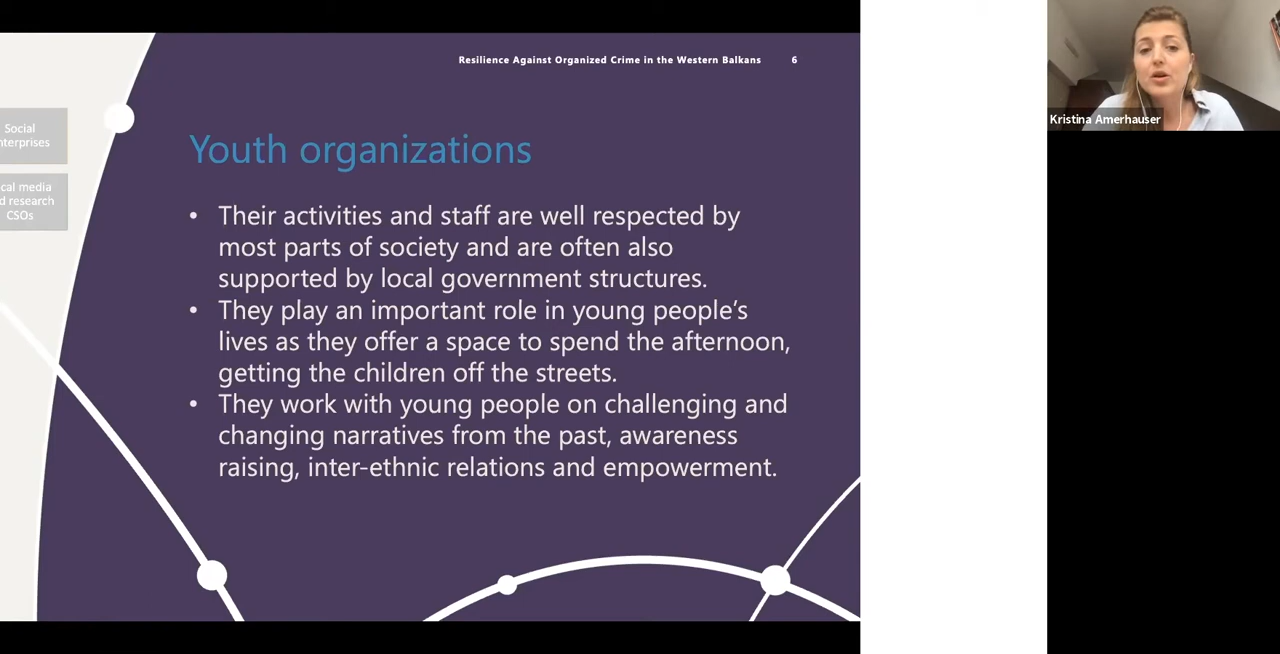 Resilience Against Organized Crime in the Western Balkans 6
Kristina Amerhauser
Social
nterprises
cal media
d research
CSOs
Youth organizations
• Their activities and staff are well respected by
most parts of society and are often also
supported by local government structures.
• They play an important role in young people’s
lives as they offer a space to spend the afternoon,
getting the children off the streets.
• They work with young people on challenging and
changing narratives from the past, awareness
raising, inter-ethnic relations and empowerment.